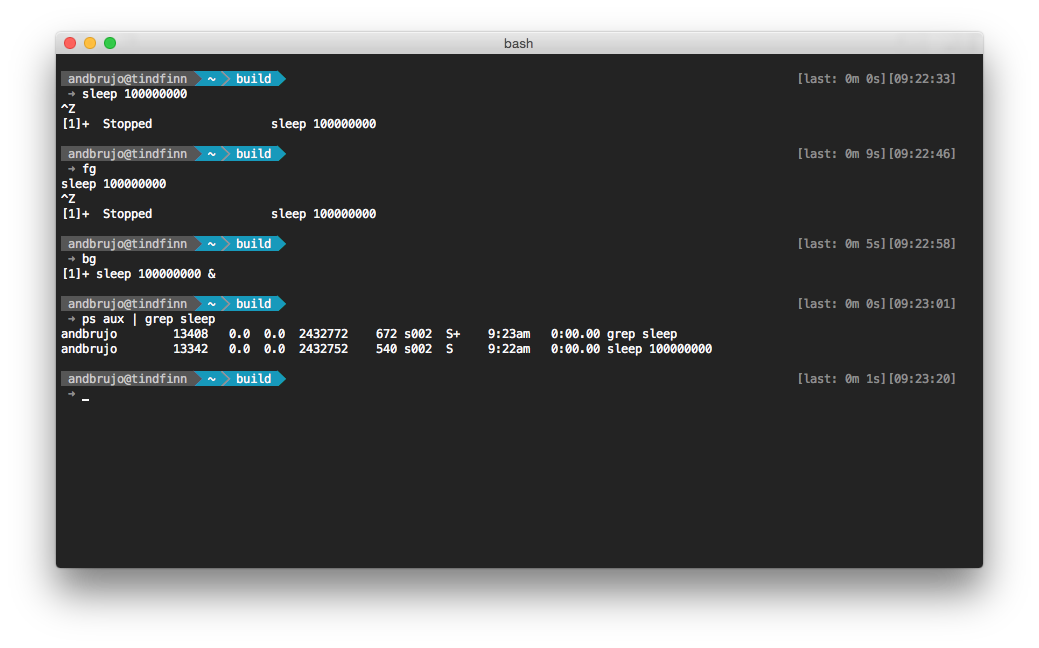 bash
andbrujo@tindfinn ~ build [last: 0m 0s][09:22:33]
➜ sleep 100000000
^Z
[1]+  Stopped                 sleep 100000000
andbrujo@tindfinn ~ build [last: 0m 9s][09:22:46]
➜ fg
sleep 100000000
^Z
[1]+  Stopped                 sleep 100000000
andbrujo@tindfinn ~ build [last: 0m 5s][09:22:58]
➜ bg
[1]+ sleep 100000000 &
andbrujo@tindfinn ~ build [last: 0m 0s][09:23:01]
➜ ps aux | grep sleep
andbrujo        13408   0.0  0.0  2432772    672 s002  S+    9:23am   0:00.00 grep sleep
andbrujo        13342   0.0  0.0  2432752    540 s002  S     9:22am   0:00.00 sleep 100000000
andbrujo@tindfinn ~ build [last: 0m 1s][09:23:20]
➜ _